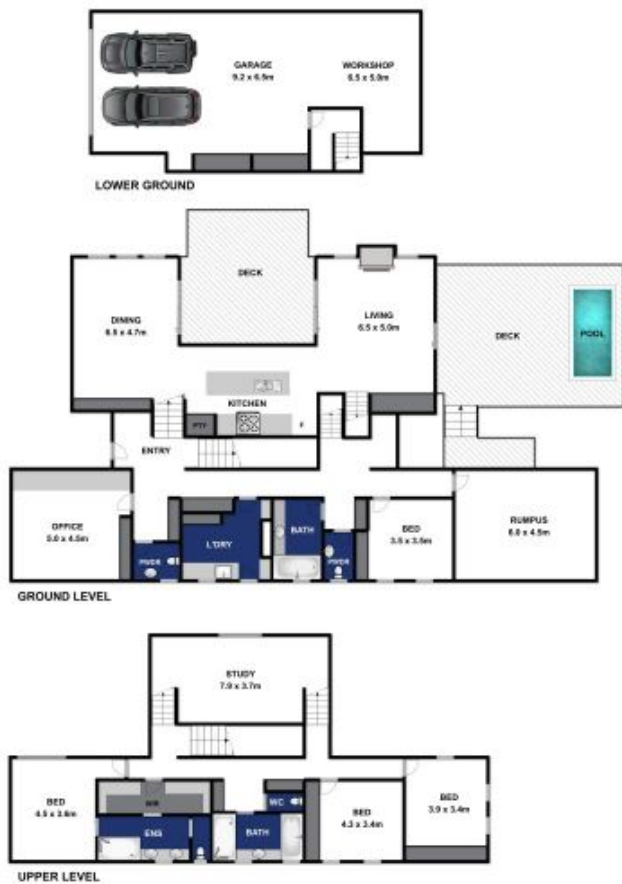 GARAGE
9.2 x 6.5m
WORKSHOP
6.5 x 5.0m
LOWER GROUND
DECK
DINING
6.5 x 4.7m
LIVING
6.5 x 5.0m
DECK
POOL
KITCHEN
PTY
F
ENTRY
OFFICE
5.0 x 4.5m
PWDR
L'DRY
BATH
PWDR
BED
3.5 x 3.5m
RUMPUS
6.0 x 4.5m
GROUND LEVEL
STUDY
7.9 x 3.7m
BED
4.5 x 3.6m
WIR
ENS
BATH
WC
BED
4.3 x 3.4m
BED
3.9 x 3.4m
UPPER LEVEL